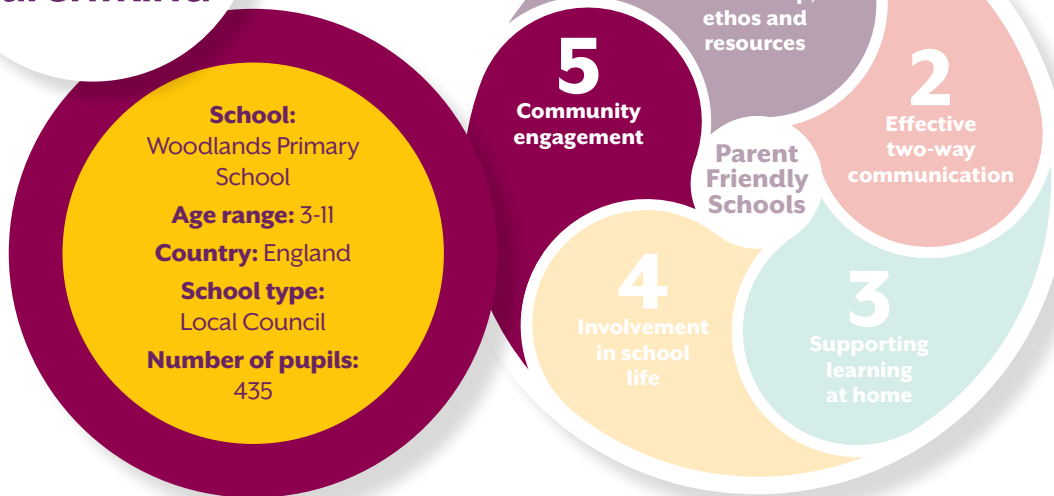 School:
Woodlands Primary
School
Age range: 3-11
Country: England
School type:
Local Council
Number of pupils:
435
ethos and
resources
5
Community
engagement
2
Effective
two-way
communication
Parent
Friendly
Schools
4
Involvement
in school
life
3
Supporting
learning
at home